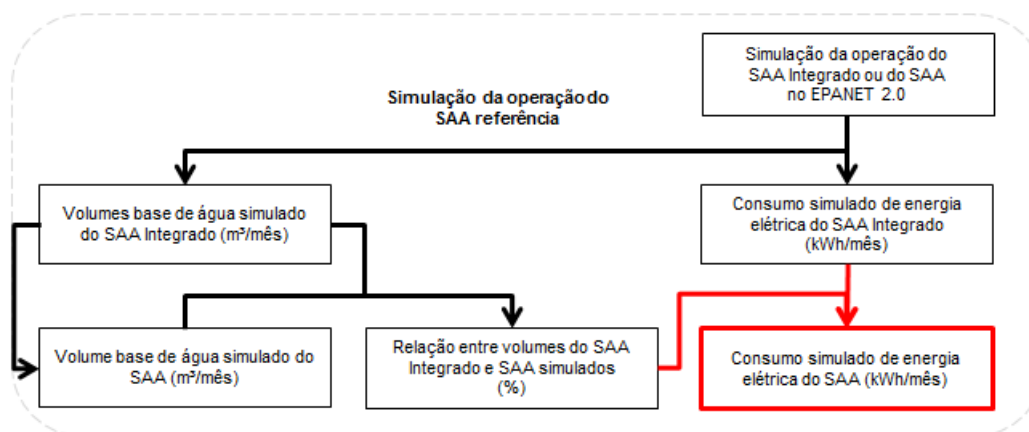 Simulação da operação do
SAA Integrado ou do SAA
no EPANET 2.0
Simulação da operação do
SAA referência
Volumes base de água simulado
do SAA Integrado (m³/mês)
Consumo simulado de energia
elétrica do SAA Integrado
(kWh/mês)
Volume base de água simulado do
SAA (m³/mês)
Relação entre volumes do SAA
Integrado e SAA simulados
(%)
Consumo simulado de energia
elétrica do SAA (kWh/mês)